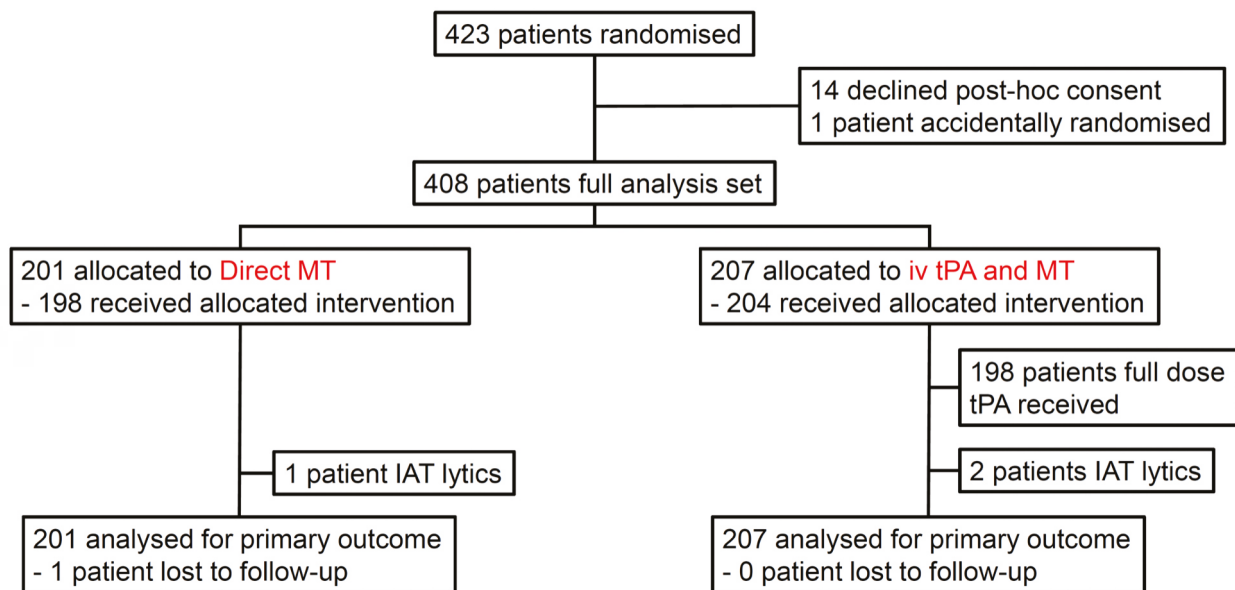 423 patients randomised
14 declined post-hoc consent
1 patient accidentally randomised
408 patients full analysis set
201 allocated to Direct MT
- 198 received allocated intervention
207 allocated to iv tPA and MT
- 204 received allocated intervention
198 patients full dose
tPA received
1 patient IAT lytics
2 patients IAT lytics
201 analysed for primary outcome
- 1 patient lost to follow-up
207 analysed for primary outcome
- 0 patient lost to follow-up